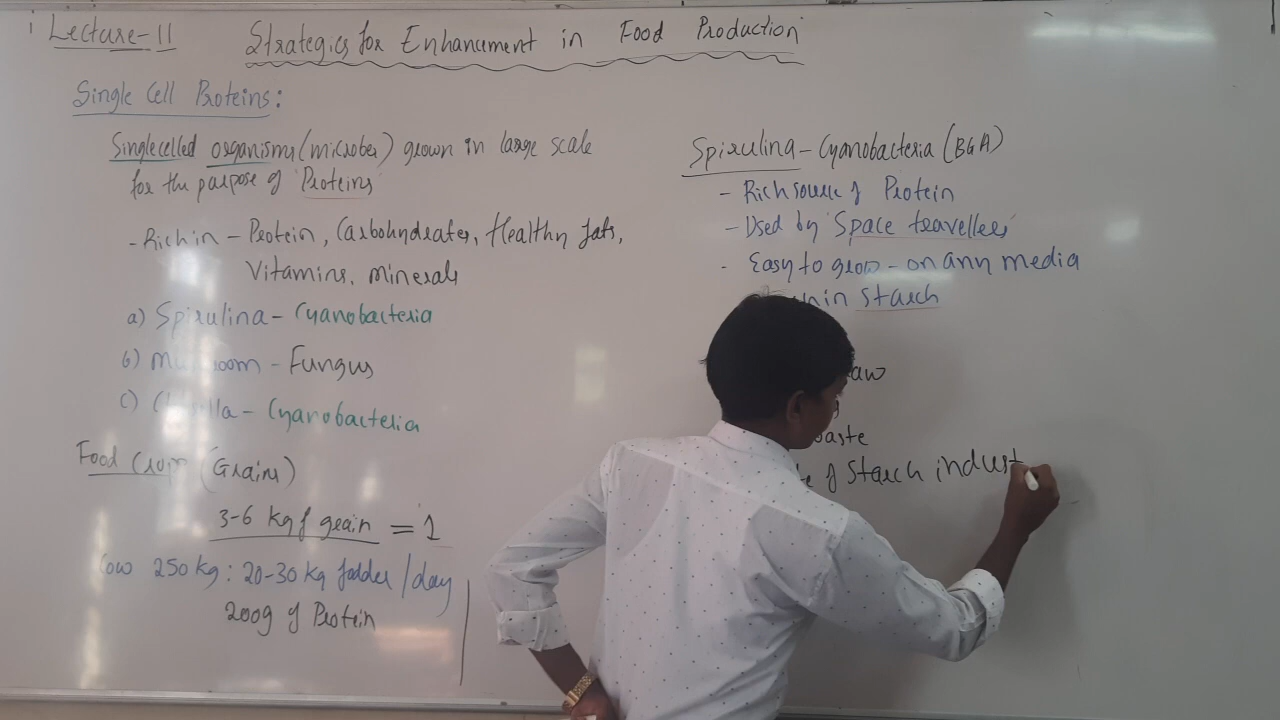 Lecture-11
Strategies for Enhancement in Food Production
Single Cell Proteins:
Singlecelled organisms (microbes) grown in large scale
for the purpose of 'Proteins'
- Rich in - Protein, Carbohydrates, Healthy fats,
Vitamins, minerals
a) Spirulina - Cyanobacteria
b) - Fungus
c) - Cyanobacteria
Food (Grains)
3-6 kg of grain = 1
Cow 250 kg: 20-30 kg fodder/day
200g of Protein
Spirulina - Cyanobacteria (BGA)
- Rich source of Protein
- Used by 'Space travellers'
- Easy to grow - on any media
in starch
of Starch indust